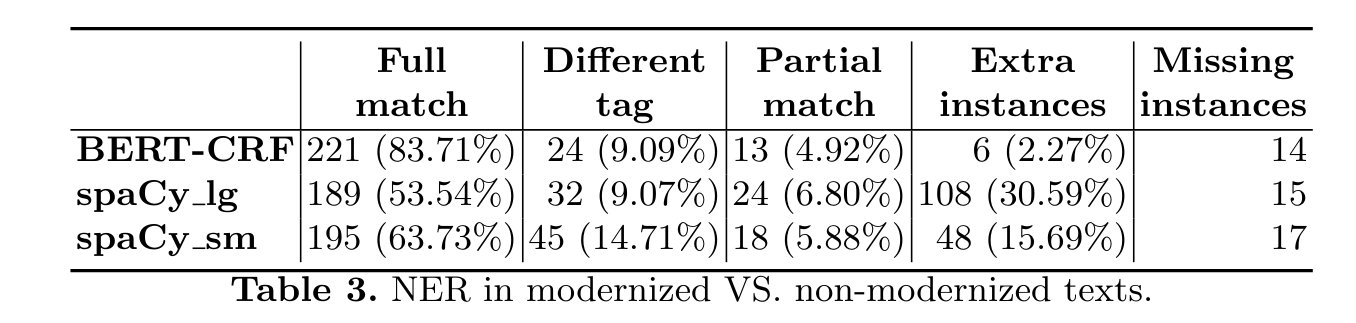 Full Different Partial Extra Missing
match tag match instances instances
BERT-CRF 221 (83.71%) 24 (9.09%) 13 (4.92%) 6 (2.27%) 14
spaCy_lg 189 (53.54%) 32 (9.07%) 24 (6.80%) 108 (30.59%) 15
spaCy_sm 195 (63.73%) 45 (14.71%) 18 (5.88%) 48 (15.69%) 17
Table 3. NER in modernized VS. non-modernized texts.